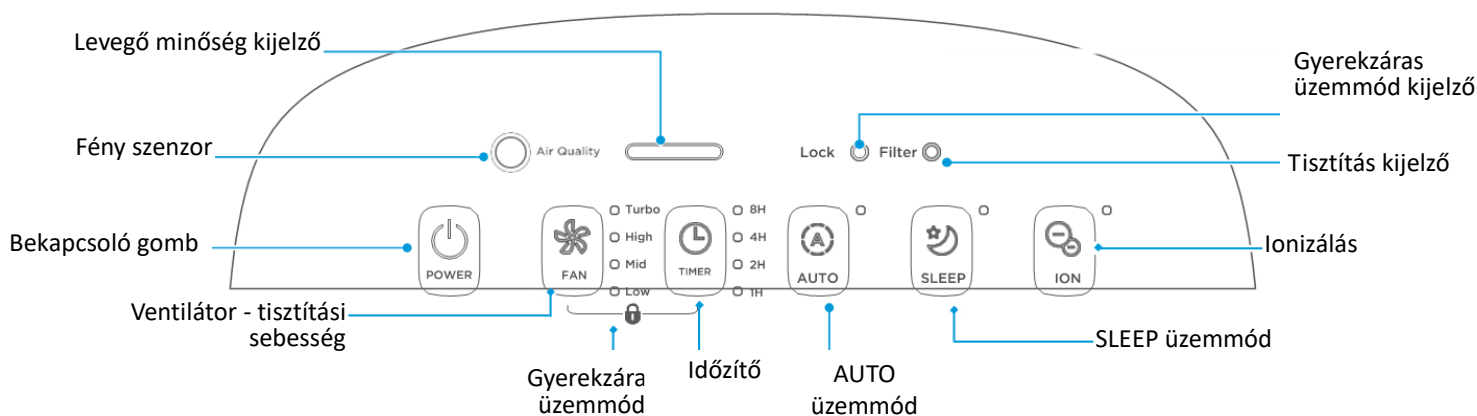 Levegő minőség kijelző
Gyerekzáras
üzemmód kijelző
Fény szenzor
Air Quality
Lock
Filter
Tisztítás kijelző
Bekapcsoló gomb
POWER
FAN
Turbo
High
Mid
Low
TIMER
8H
4H
2H
1H
AUTO
SLEEP
ION
Ionizálás
Ventilátor - tisztítási
sebesség
Gyerekzára
üzemmód
Időzítő
AUTO
üzemmód
SLEEP üzemmód